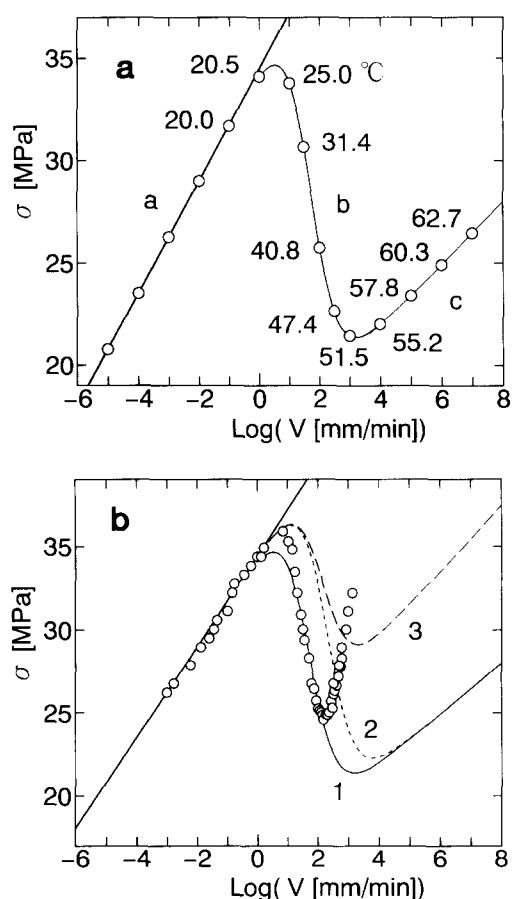 a
35
30
25
20
σ [MPa]
20.5
25.0 °C
20.0
31.4
a
b
40.8
62.7
60.3
57.8
c
47.4
55.2
51.5
−6 −4 −2 0 2 4 6 8
Log( V [mm/min])
b
35
30
25
20
σ [MPa]
3
2
1
−6 −4 −2 0 2 4 6 8
Log( V [mm/min])